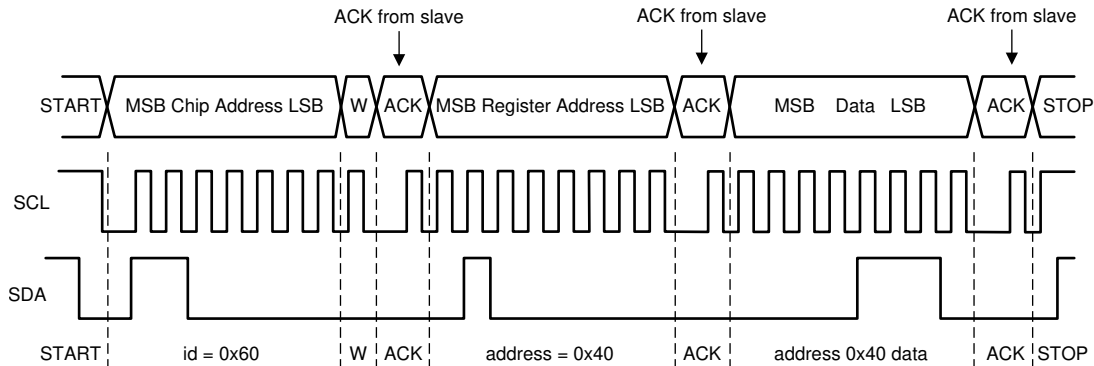 ACK from slave ACK from slave ACK from slave
START MSB Chip Address LSB W ACK MSB Register Address LSB ACK MSB Data LSB ACK STOP
SCL
SDA
START id = 0x60 W ACK address = 0x40 ACK address 0x40 data ACK STOP